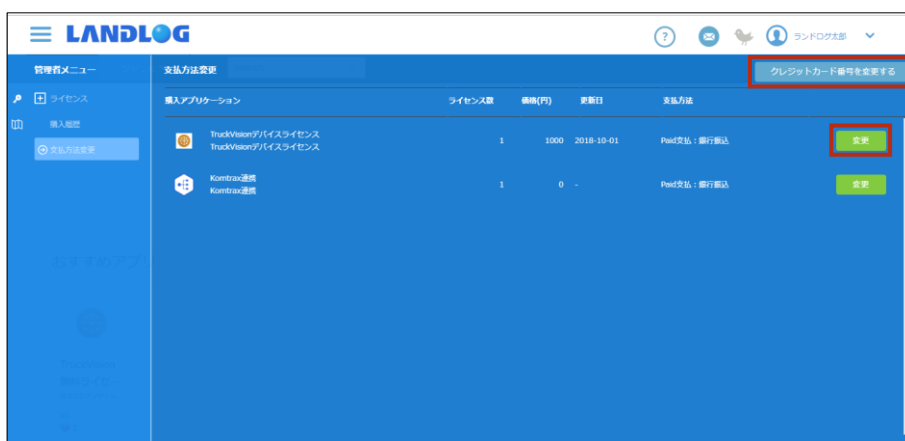 LANDLOG
?
ランドログ太郎
管理者メニュー
支払方法変更
クレジットカード番号を変更する
ライセンス
購入履歴
支払方法変更
購入アプリケーション ライセンス数 価格(円) 更新日 支払方法
TruckVisionデバイスライセンス
TruckVisionデバイスライセンス
1 1000 2018-10-01 Paid支払：銀行振込 変更
Komtrax連携
Komtrax連携
1 0 - Paid支払：銀行振込 変更
おすすめアプリ
TruckVision